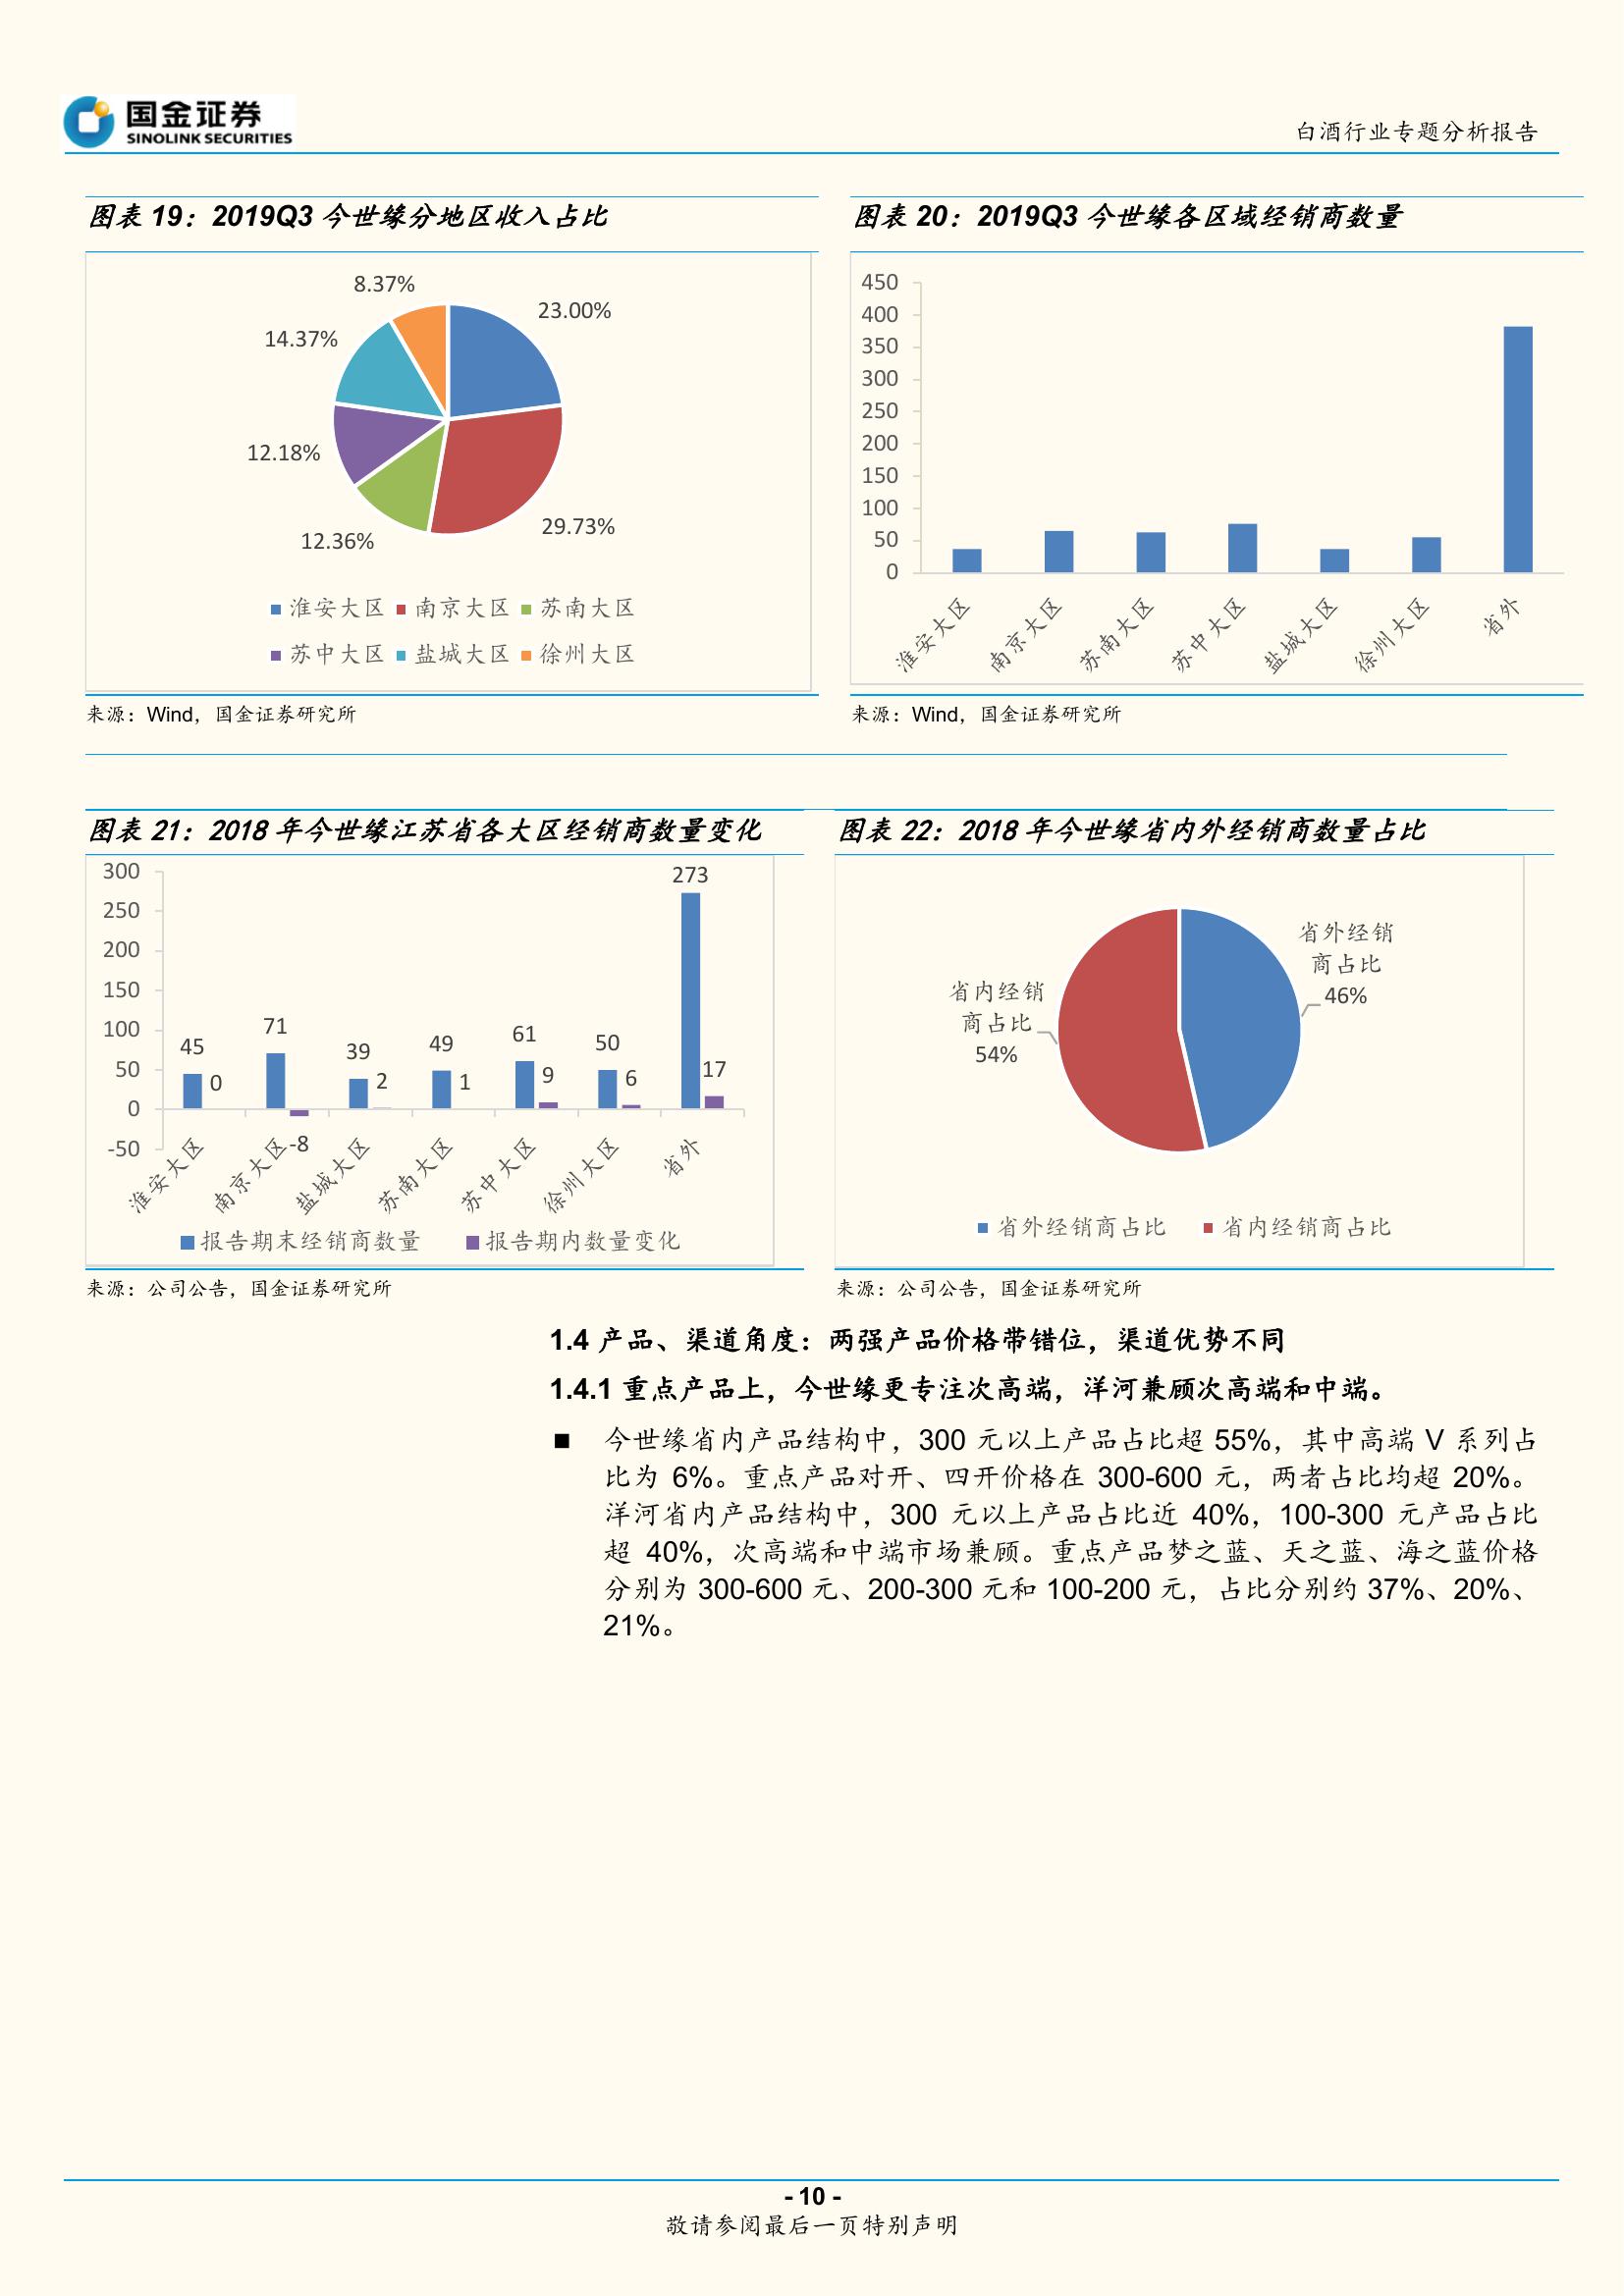 国金证券
SINOLINK SECURITIES
白酒行业专题分析报告
图表 19：2019Q3 今世缘分地区收入占比
8.37%
23.00%
14.37%
12.18%
12.36%
29.73%
淮安大区 南京大区 苏南大区
苏中大区 盐城大区 徐州大区
来源：Wind，国金证券研究所
图表 20：2019Q3 今世缘各区域经销商数量
450
400
350
300
250
200
150
100
50
0
淮安大区 南京大区 苏南大区 苏中大区 盐城大区 徐州大区 省外
来源：Wind，国金证券研究所
图表 21：2018 年今世缘江苏省各大区经销商数量变化
300
250
200
150
100
50
0
-50
45 0 71 -8 39 2 49 1 61 9 50 6 273 17
淮安大区 南京大区 盐城大区 苏南大区 苏中大区 徐州大区 省外
报告期末经销商数量 报告期内数量变化
来源：公司公告，国金证券研究所
图表 22：2018 年今世缘省内外经销商数量占比
省外经销
商占比
46%
省内经销
商占比
54%
省外经销商占比 省内经销商占比
来源：公司公告，国金证券研究所
1.4 产品、渠道角度：两强产品价格带错位，渠道优势不同
1.4.1 重点产品上，今世缘更专注次高端，洋河兼顾次高端和中端。
■ 今世缘省内产品结构中，300 元以上产品占比超 55%，其中高端 V 系列占
比为 6%。重点产品对开、四开价格在 300-600 元，两者占比均超 20%。
洋河省内产品结构中，300 元以上产品占比近 40%，100-300 元产品占比
超 40%，次高端和中端市场兼顾。重点产品梦之蓝、天之蓝、海之蓝价格
分别为 300-600 元、200-300 元和 100-200 元，占比分别约 37%、20%、
21%。
- 10 -
敬请参阅最后一页特别声明